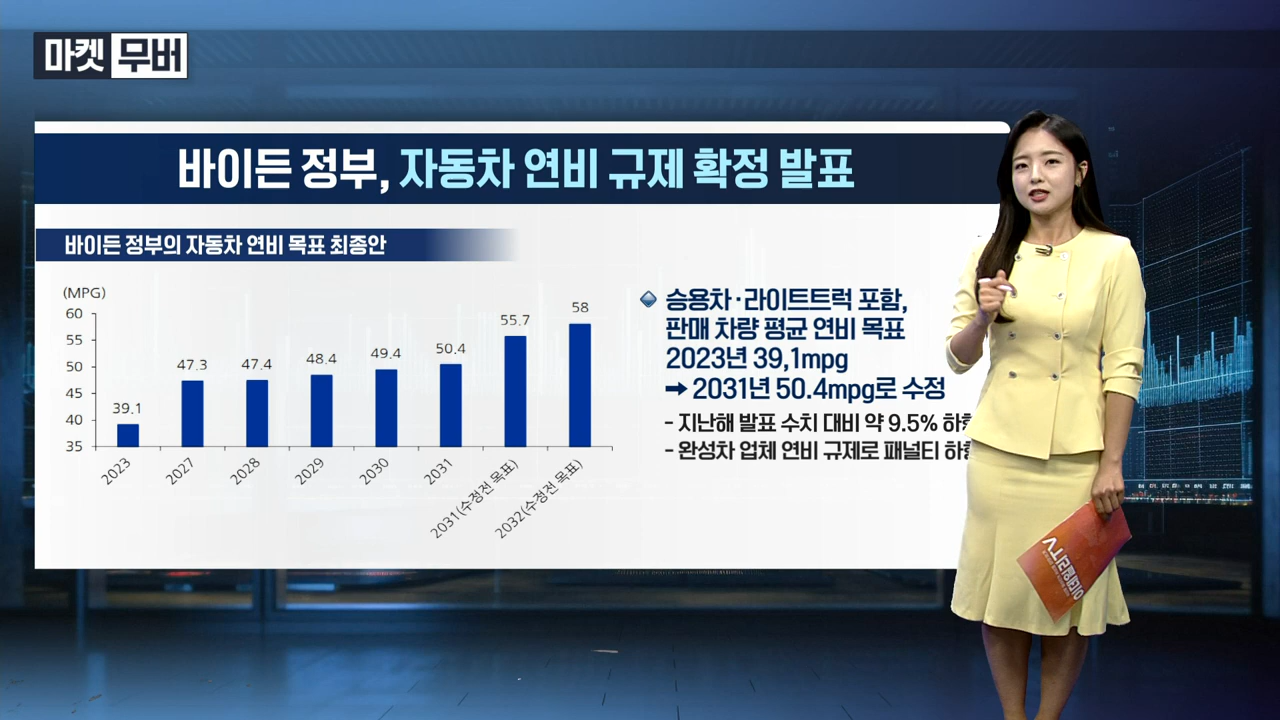 마켓무버
바이든 정부, 자동차 연비 규제 확정 발표
바이든 정부의 자동차 연비 목표 최종안
(MPG)
60
55
50
45
40
35
39.1
47.3
47.4
48.4
49.4
50.4
55.7
58
2023
2027
2028
2029
2030
2031
2031(수정전 목표)
2032(수정전 목표)
승용차·라이트트럭 포함,
판매 차량 평균 연비 목표
2023년 39,1mpg
➡ 2031년 50.4mpg로 수정
- 지난해 발표 수치 대비 약 9.5%
- 완성차 업체 연비 규제로 패널티
이데일리TV